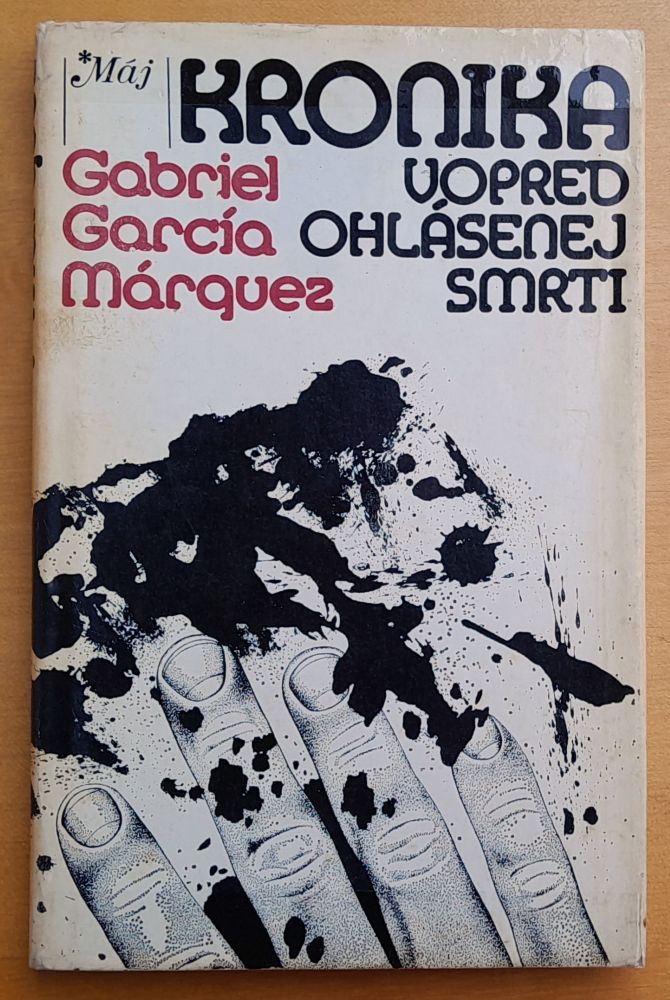 *Máj
KRONIKA
Gabriel
García
Márquez
VOPRED
OHLÁSENEJ
SMRTI